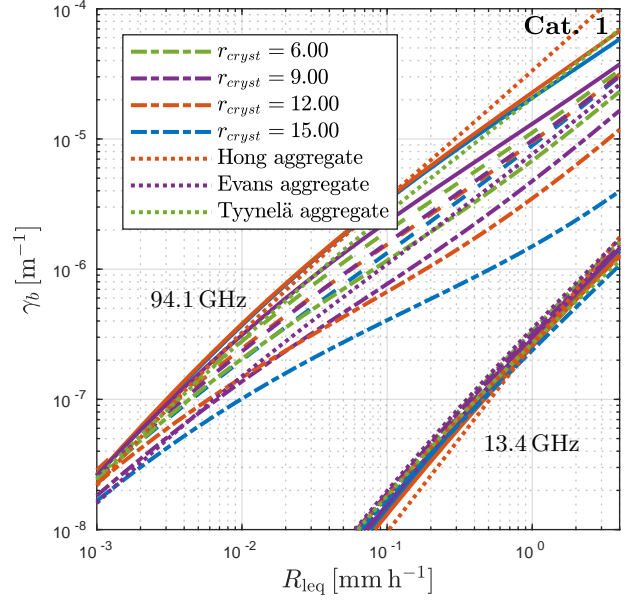 Cat. 1
r_cryst = 6.00
r_cryst = 9.00
r_cryst = 12.00
r_cryst = 15.00
Hong aggregate
Evans aggregate
Tyynelä aggregate
94.1 GHz
13.4 GHz
γ_b [m⁻¹]
10⁻⁴
10⁻⁵
10⁻⁶
10⁻⁷
10⁻⁸
10⁻³ 10⁻² 10⁻¹ 10⁰
R_leq [mm h⁻¹]